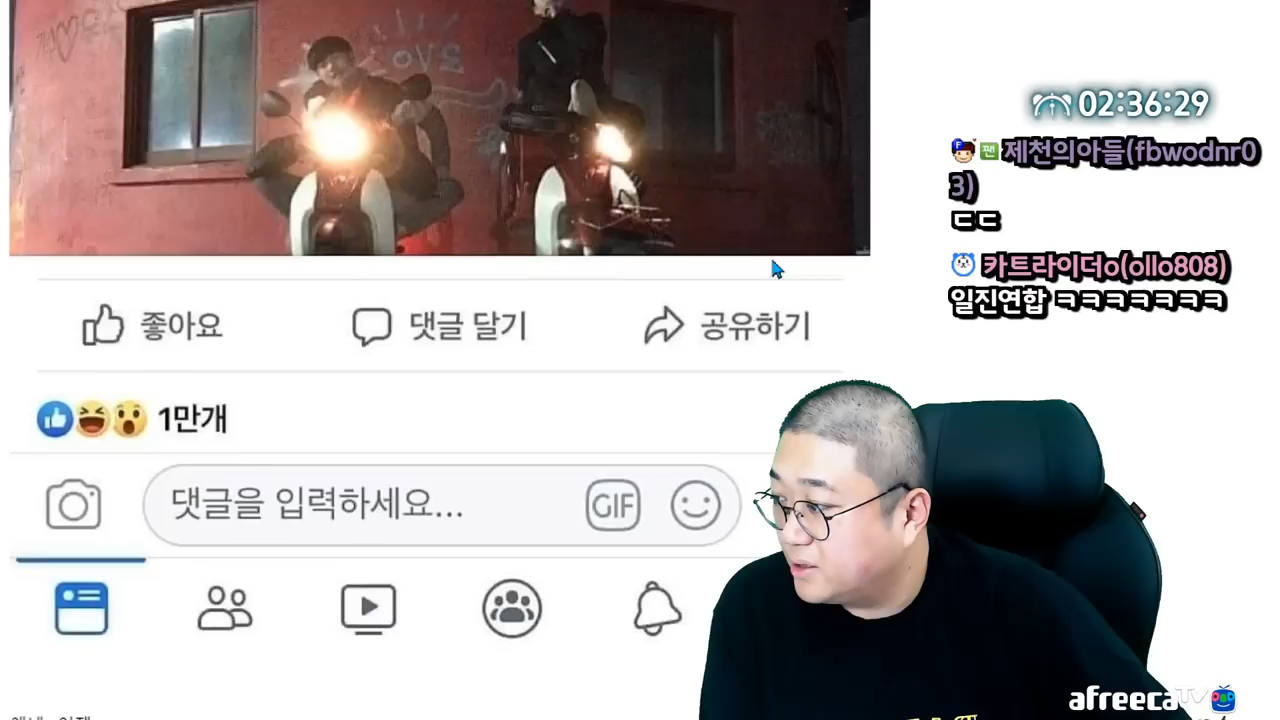 02:36:29
팬 제천의아들(fbwodnr0
3)
ㄷㄷ
카트라이더o(ollo808)
일진연합 ㅋㅋㅋㅋㅋㅋㅋ
좋아요
댓글 달기
공유하기
1만개
댓글을 입력하세요...
GIF
afreecaTV